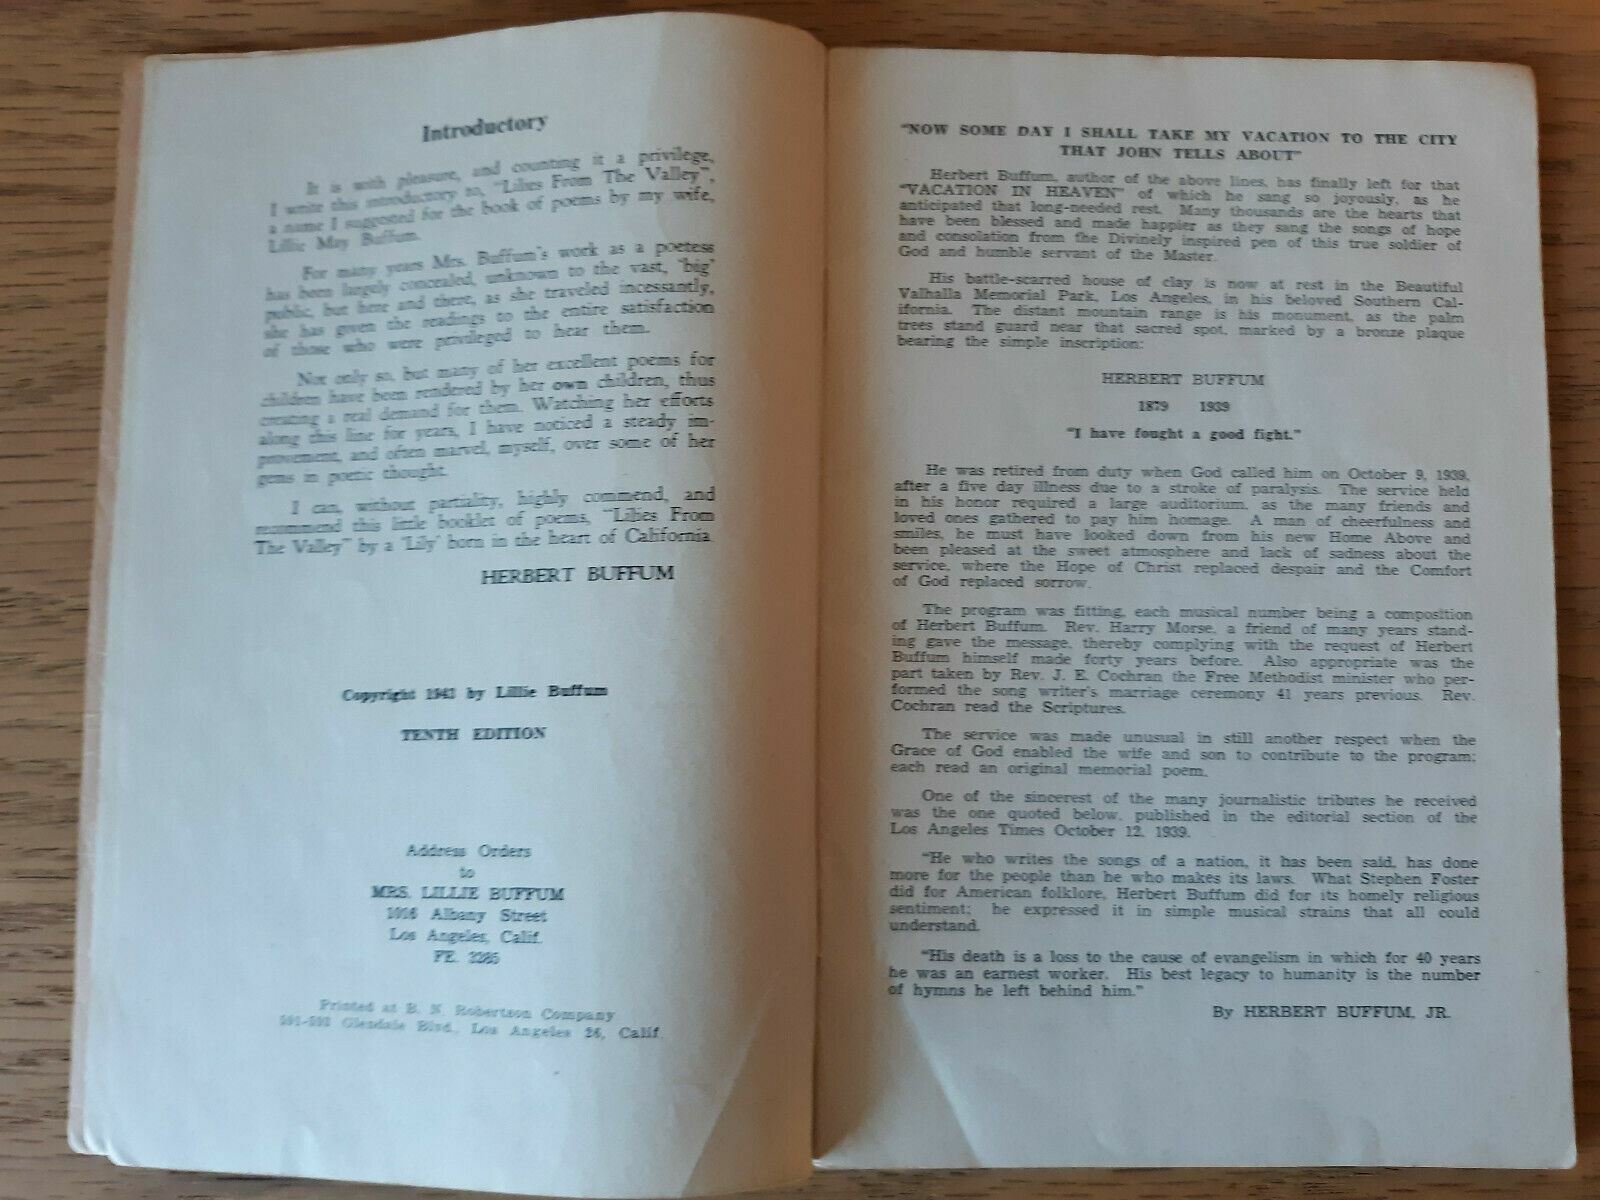 Introductory
It is with pleasure, and counting it a privilege,
I write this introductory to, "Lilies From The Valley",
a name I suggested for the book of poems by my wife,
Lillie May Buffum.
For many years Mrs. Buffum's work as a poetess
has been largely concealed, unknown to the vast, 'big'
public, but here and there, as she traveled incessantly,
she has given the readings to the entire satisfaction
of those who were privileged to hear them.
Not only so, but many of her excellent poems for
children have been rendered by her own children, thus
creating a real demand for them. Watching her efforts
along this line for years, I have noticed a steady im-
provement, and often marvel, myself, over some of her
gems in poetic thought.
I can, without partiality, highly commend, and
recommend this little booklet of poems, "Lilies From
The Valley" by a 'Lily' born in the heart of California.
HERBERT BUFFUM
Copyright 1943 by Lillie Buffum
TENTH EDITION
Address Orders
to
MRS. LILLIE BUFFUM
Albany Street
Los Angeles, Calif.
FE. 3285
Printed at B. N. Robertson Company
Glendale Blvd., Los Angeles 26, Calif.
"NOW SOME DAY I SHALL TAKE MY VACATION TO THE CITY
THAT JOHN TELLS ABOUT"
Herbert Buffum, author of the above lines, has finally left for that
"VACATION IN HEAVEN" of which he sang so joyously, as he
anticipated that long-needed rest. Many thousands are the hearts that
have been blessed and made happier as they sang the songs of hope
and consolation from the Divinely inspired pen of this true soldier of
God and humble servant of the Master.
His battle-scarred house of clay is now at rest in the Beautiful
Valhalla Memorial Park, Los Angeles, in his beloved Southern Cal-
ifornia. The distant mountain range is his monument, as the palm
trees stand guard near that sacred spot, marked by a bronze plaque
bearing the simple inscription:
HERBERT BUFFUM
1879 1939
"I have fought a good fight."
He was retired from duty when God called him on October 9, 1939,
after a five day illness due to a stroke of paralysis. The service held
in his honor required a large auditorium, as the many friends and
loved ones gathered to pay him homage. A man of cheerfulness and
smiles, he must have looked down from his new Home Above and
been pleased at the sweet atmosphere and lack of sadness about the
service, where the Hope of Christ replaced despair and the Comfort
of God replaced sorrow.
The program was fitting, each musical number being a composition
of Herbert Buffum. Rev. Harry Morse, a friend of many years stand-
ing gave the message, thereby complying with the request of Herbert
Buffum himself made forty years before. Also appropriate was the
part taken by Rev. J. E. Cochran the Free Methodist minister who per-
formed the song writer's marriage ceremony 41 years previous. Rev.
Cochran read the Scriptures.
The service was made unusual in still another respect when the
Grace of God enabled the wife and son to contribute to the program;
each read an original memorial poem.
One of the sincerest of the many journalistic tributes he received
was the one quoted below, published in the editorial section of the
Los Angeles Times October 12, 1939.
"He who writes the songs of a nation, it has been said, has done
more for the people than he who makes its laws. What Stephen Foster
did for American folklore, Herbert Buffum did for its homely religious
sentiment; he expressed it in simple musical strains that all could
understand.
"His death is a loss to the cause of evangelism in which for 40 years
he was an earnest worker. His best legacy to humanity is the number
of hymns he left behind him."
By HERBERT BUFFUM, JR.